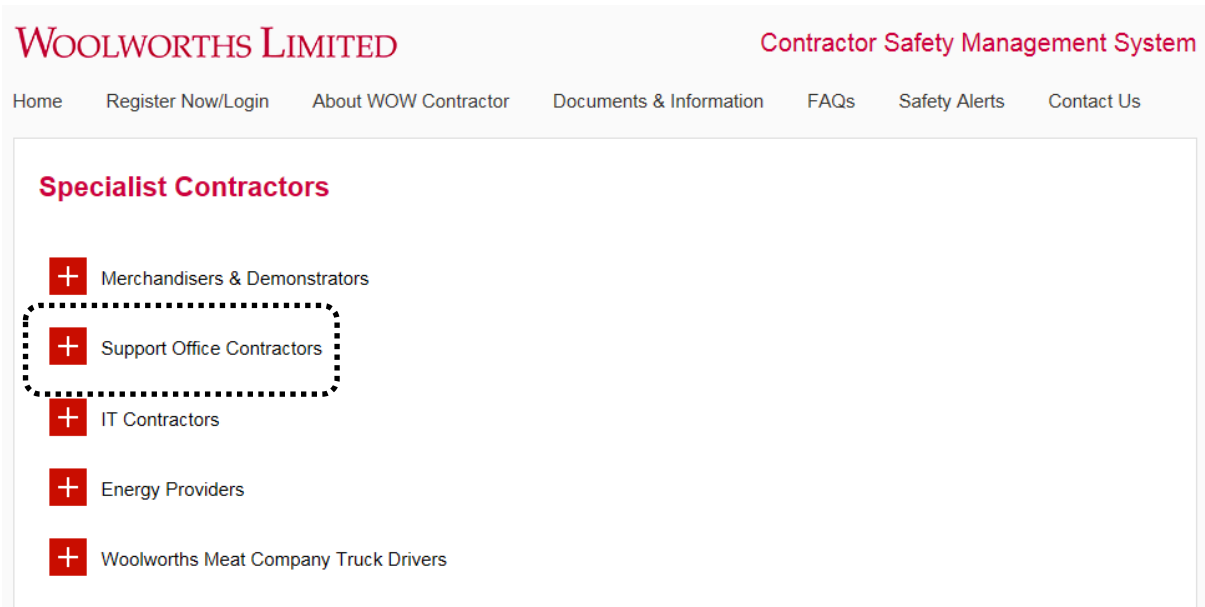 WOOLWORTHS LIMITED
Contractor Safety Management System
Home Register Now/Login About WOW Contractor Documents & Information FAQs Safety Alerts Contact Us
Specialist Contractors
Merchandisers & Demonstrators
Support Office Contractors
IT Contractors
Energy Providers
Woolworths Meat Company Truck Drivers